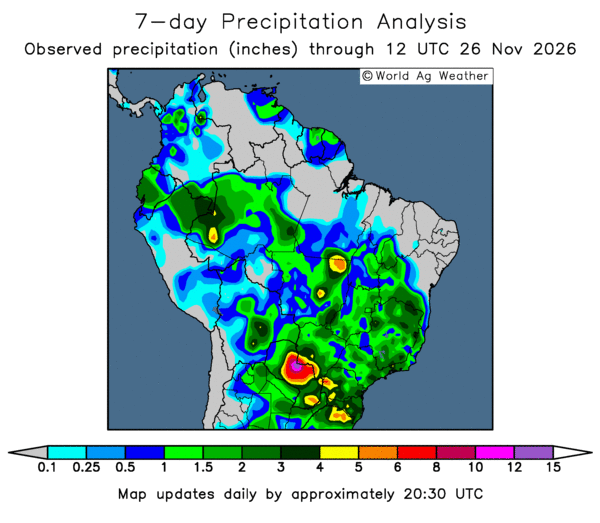 7-day Precipitation Analysis
Observed precipitation (inches) through 12 UTC 26 Nov 2026
©World Ag Weather
0.1 0.25 0.5 1 1.5 2 3 4 5 6 8 10 12 15
Map updates daily by approximately 20:30 UTC